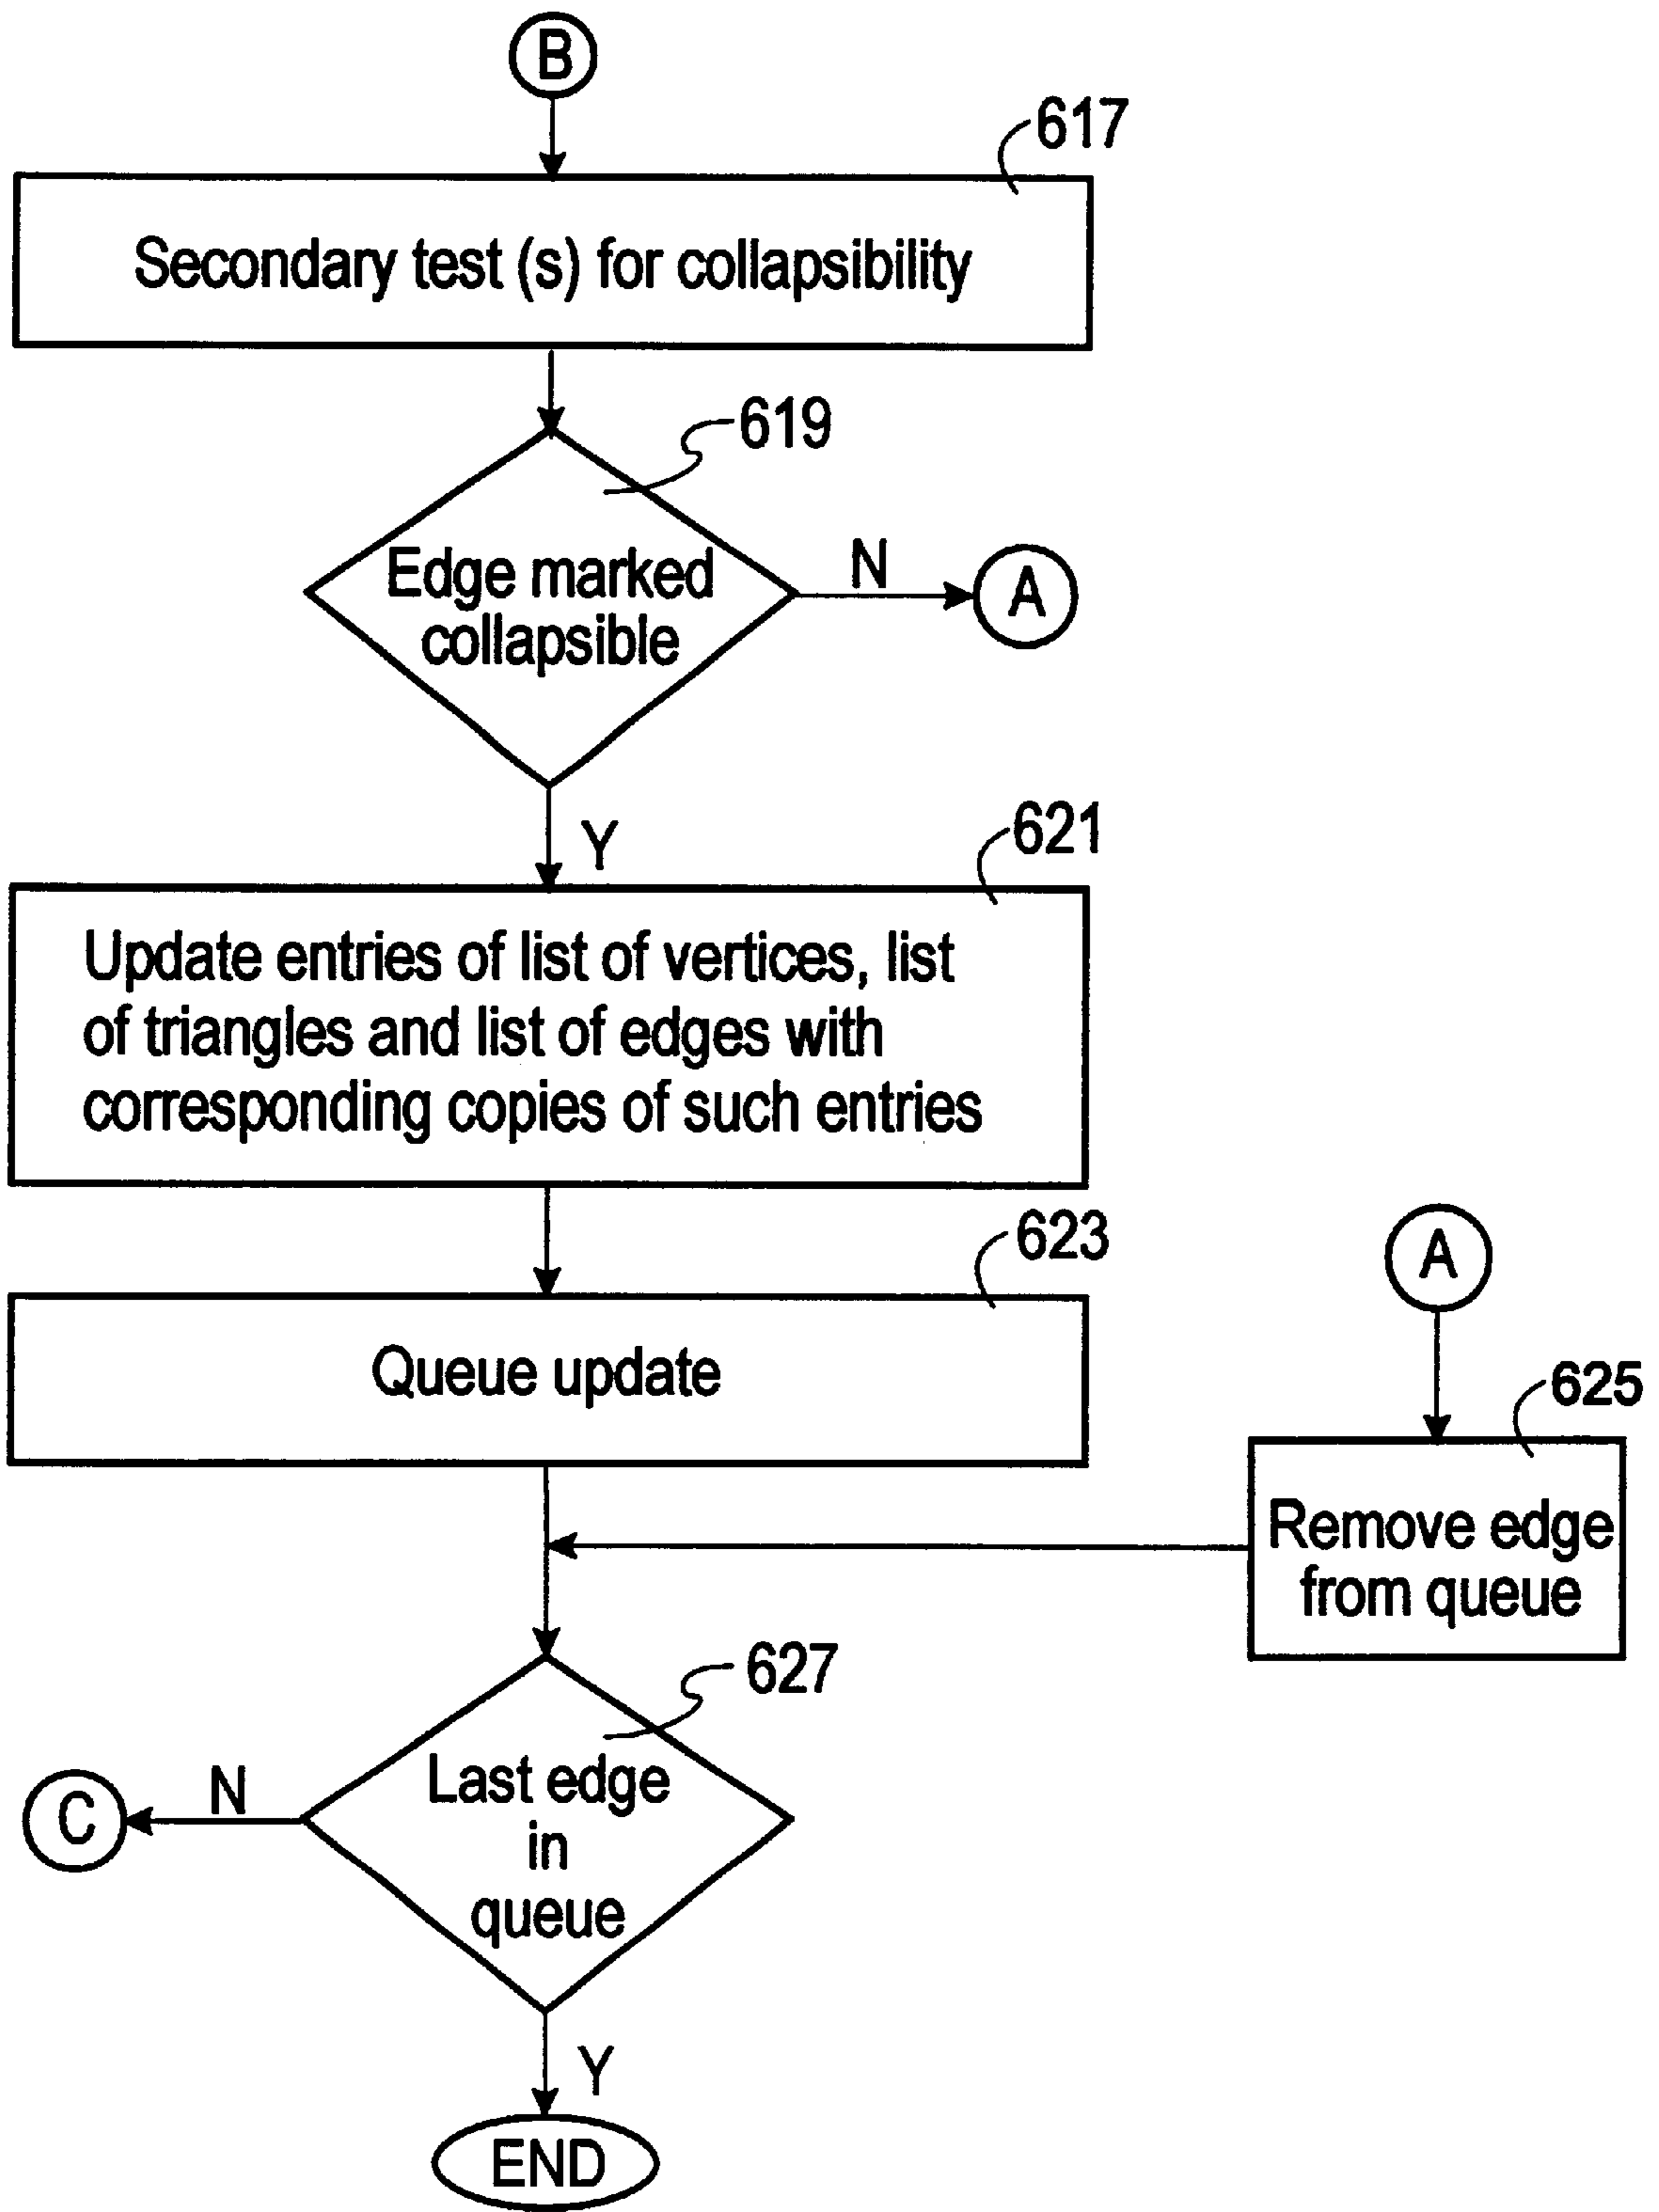 B
617
Secondary test (s) for collapsibility
619
Edge marked
collapsible
N
A
Y
621
Update entries of list of vertices, list
of triangles and list of edges with
corresponding copies of such entries
623
Queue update
A
625
Remove edge
from queue
627
Last edge
in
queue
N
C
Y
END